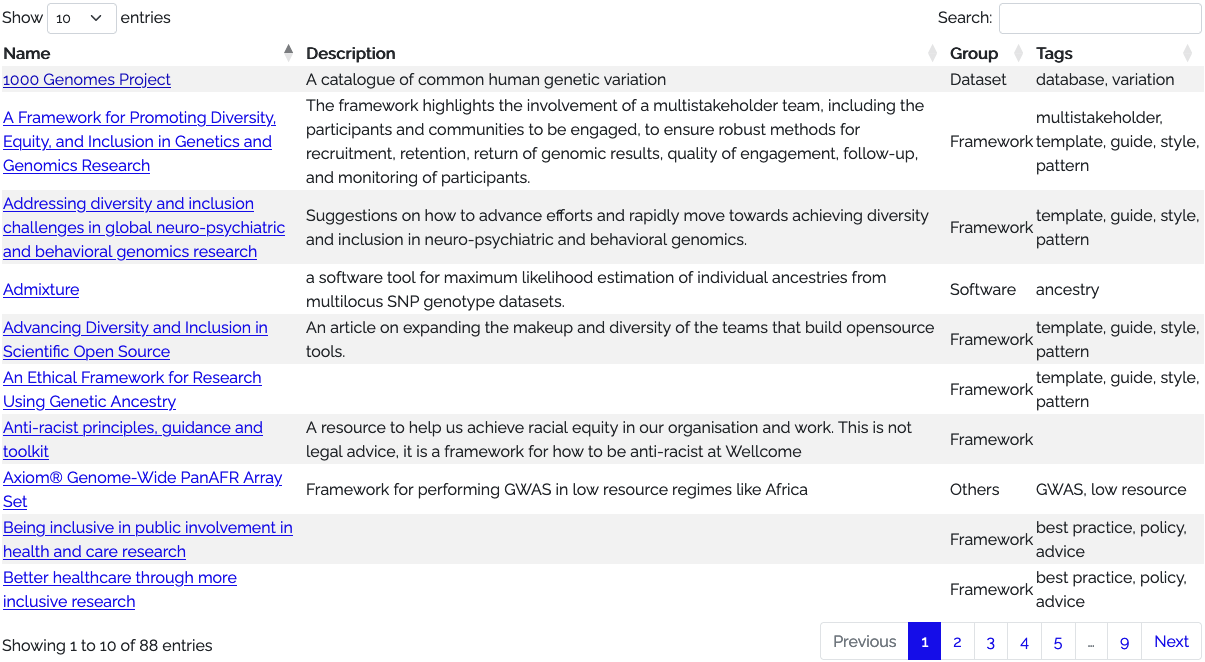 Show 10 entries Search:
Name Description Group Tags
1000 Genomes Project A catalogue of common human genetic variation Dataset database, variation
A Framework for Promoting Diversity,
Equity, and Inclusion in Genetics and
Genomics Research
The framework highlights the involvement of a multistakeholder team, including the
participants and communities to be engaged, to ensure robust methods for
recruitment, retention, return of genomic results, quality of engagement, follow-up,
and monitoring of participants.
Framework
multistakeholder,
template, guide, style,
pattern
Addressing diversity and inclusion
challenges in global neuro-psychiatric
and behavioral genomics research
Suggestions on how to advance efforts and rapidly move towards achieving diversity
and inclusion in neuro-psychiatric and behavioral genomics.
Framework
template, guide, style,
pattern
Admixture
a software tool for maximum likelihood estimation of individual ancestries from
multilocus SNP genotype datasets.
Software
ancestry
Advancing Diversity and Inclusion in
Scientific Open Source
An article on expanding the makeup and diversity of the teams that build opensource
tools.
Framework
template, guide, style,
pattern
An Ethical Framework for Research
Using Genetic Ancestry
Framework
template, guide, style,
pattern
Anti-racist principles, guidance and
toolkit
A resource to help us achieve racial equity in our organisation and work. This is not
legal advice, it is a framework for how to be anti-racist at Wellcome
Framework
Axiom® Genome-Wide PanAFR Array
Set
Framework for performing GWAS in low resource regimes like Africa
Others
GWAS, low resource
Being inclusive in public involvement in
health and care research
Framework
best practice, policy,
advice
Better healthcare through more
inclusive research
Framework
best practice, policy,
advice
Showing 1 to 10 of 88 entries Previous 1 2 3 4 5 … 9 Next